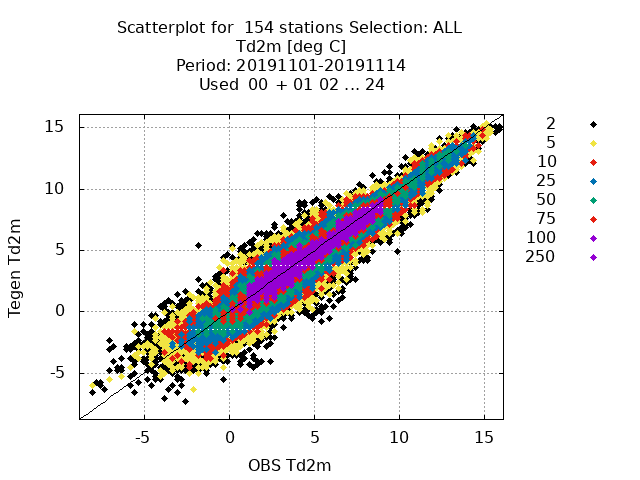 Scatterplot for 154 stations Selection: ALL
Td2m [deg C]
Period: 20191101-20191114
Used 00 + 01 02 ... 24
2
5
10
25
50
75
100
250
15
10
5
0
-5
Tegen Td2m
-5 0 5 10 15
OBS Td2m